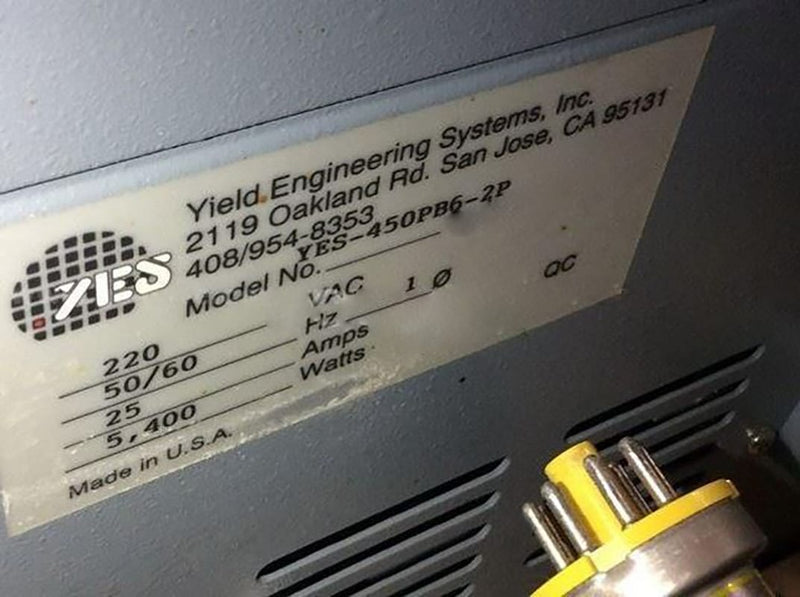 YES
Yield Engineering Systems, Inc.
2119 Oakland Rd. San Jose, CA 95131
408/954-8353
Model No. YES-450PB6-2P
220 VAC 1 Ø QC
50/60 Hz
25 Amps
5,400 Watts
Made in U.S.A.